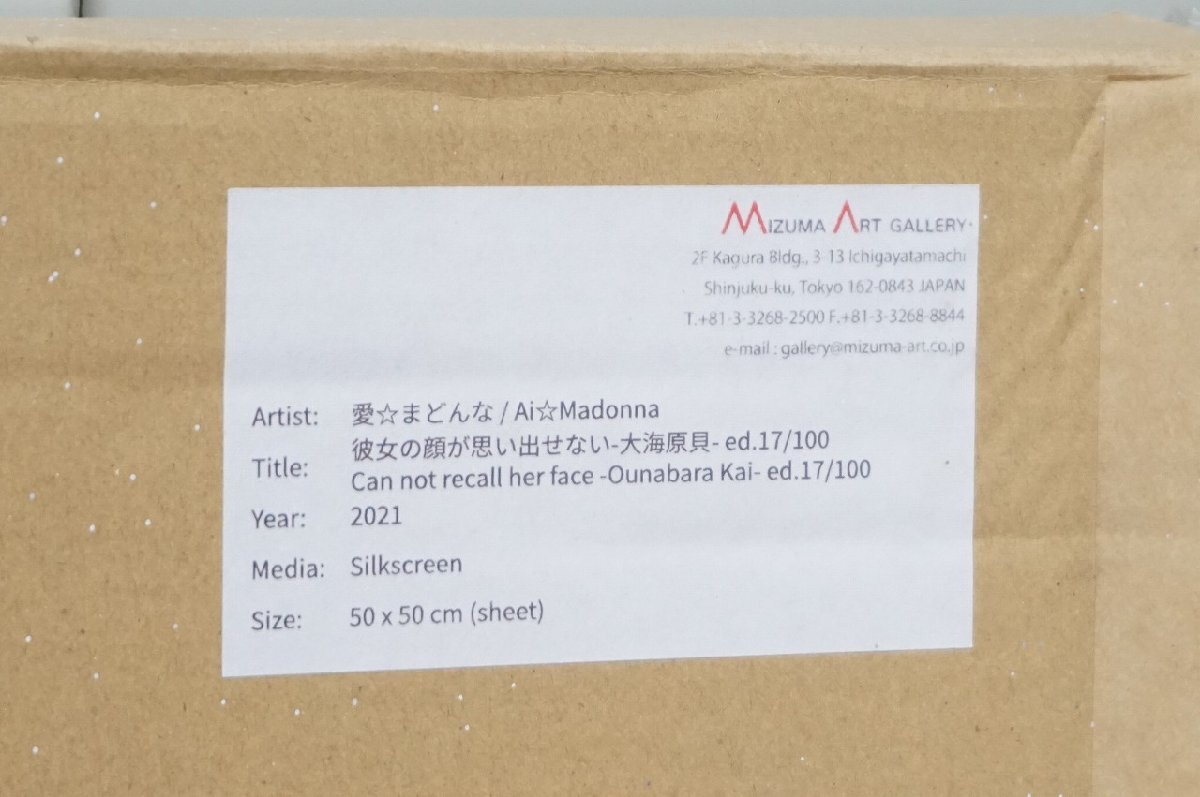 MIZUMA ART GALLERY
2F Kagura Bldg., 3-13 Ichigayatamachi
Shinjuku-ku, Tokyo 162-0843 JAPAN
T.+81-3-3268-2500 F.+81-3-3268-8844
e-mail : gallery@mizuma-art.co.jp
Artist: 愛☆まどんな / Ai☆Madonna
Title: 彼女の顔が思い出せない-大海原貝- ed.17/100
Can not recall her face -Ounabara Kai- ed.17/100
Year: 2021
Media: Silkscreen
Size: 50 x 50 cm (sheet)